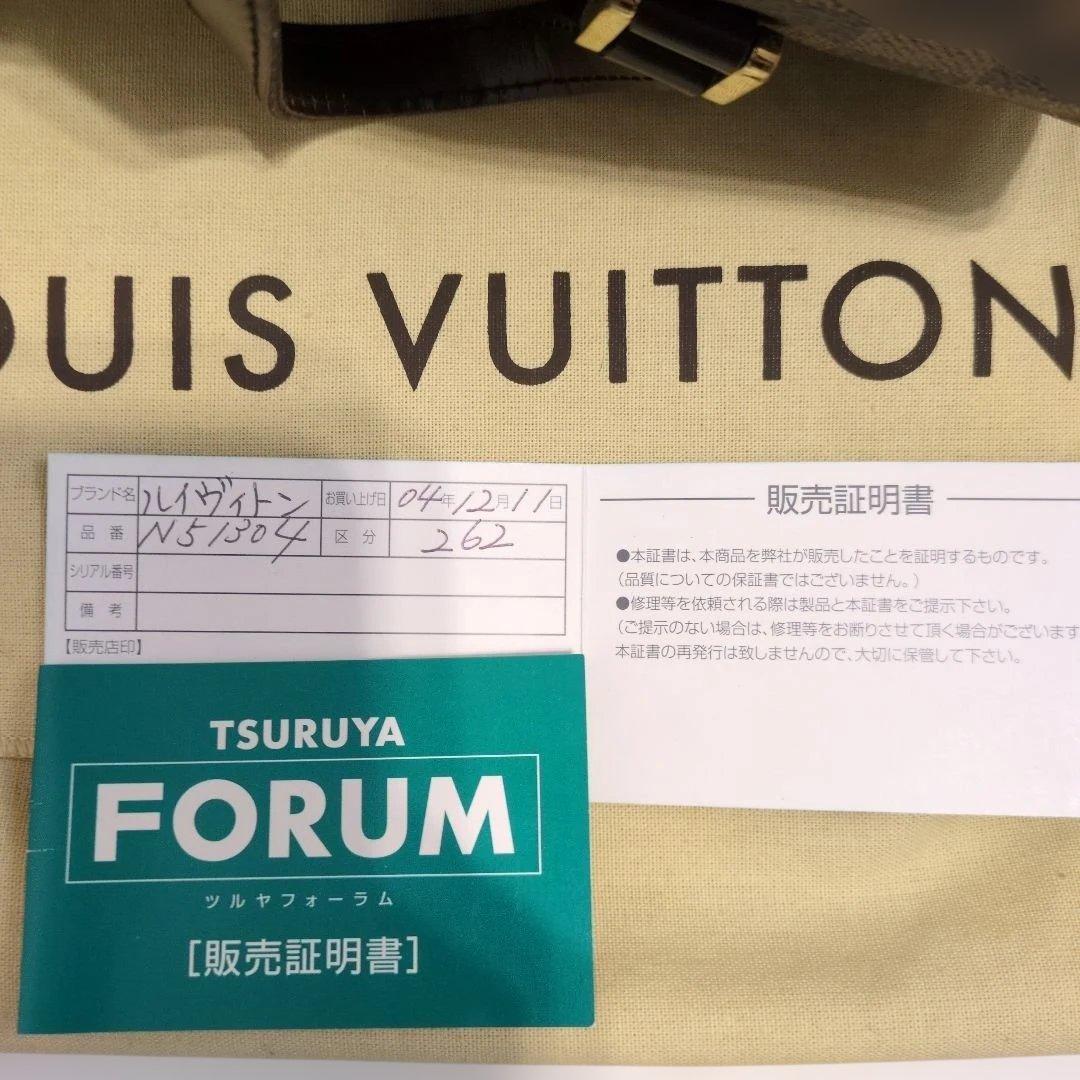 OUIS VUITTON
ブランド名 ルイヴィトン お買い上げ日 04年12月11日
品番 N51304 区分 262
シリアル番号
備考
【販売店印】
販売証明書
●本証書は、本商品を弊社が販売したことを証明するものです。
(品質についての保証書ではございません。)
●修理等を依頼される際は製品と本証書をご提示下さい。
(ご提示のない場合は、修理等をお断りさせて頂く場合がございます
本証書の再発行は致しませんので、大切に保管して下さい。
TSURUYA
FORUM
ツルヤフォーラム
[販売証明書]